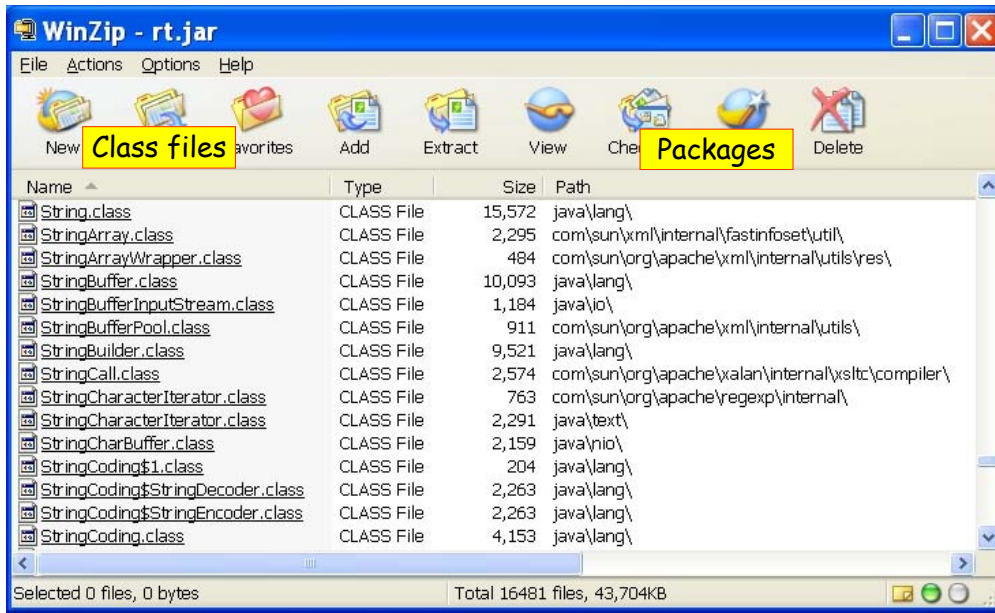 WinZip - rt.jar
File Actions Options Help
New Favorites Add Extract View Delete
Class files
Packages
Name Type Size Path
String.class CLASS File 15,572 java\lang\
StringArray.class CLASS File 2,295 com\sun\xml\internal\fastinfoset\util\
StringArrayWrapper.class CLASS File 484 com\sun\org\apache\xml\internal\utils\res\
StringBuffer.class CLASS File 10,093 java\lang\
StringBufferInputStream.class CLASS File 1,184 java\io\
StringBufferPool.class CLASS File 911 com\sun\org\apache\xml\internal\utils\
StringBuilder.class CLASS File 9,521 java\lang\
StringCall.class CLASS File 2,574 com\sun\org\apache\xalan\internal\xsltc\compiler\
StringCharacterIterator.class CLASS File 763 com\sun\org\apache\regexp\internal\
StringCharacterIterator.class CLASS File 2,291 java\text\
StringCharBuffer.class CLASS File 2,159 java\nio\
StringCoding$1.class CLASS File 204 java\lang\
StringCoding$StringDecoder.class CLASS File 2,263 java\lang\
StringCoding$StringEncoder.class CLASS File 2,263 java\lang\
StringCoding.class CLASS File 4,153 java\lang\
Selected 0 files, 0 bytes Total 16481 files, 43,704KB